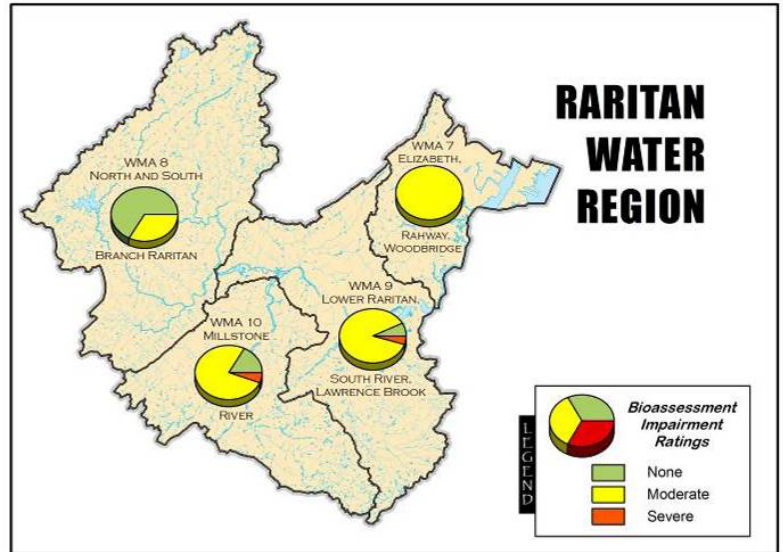 RARITAN
WATER
REGION
WMA 8
NORTH AND SOUTH
BRANCH RARITAN
WMA 7
ELIZABETH,
RAHWAY,
WOODBRIDGE
WMA 9
LOWER RARITAN,
SOUTH RIVER,
LAWRENCE BROOK
WMA 10
MILLSTONE
RIVER
LEGEND
Bioassessment
Impairment
Ratings
None
Moderate
Severe